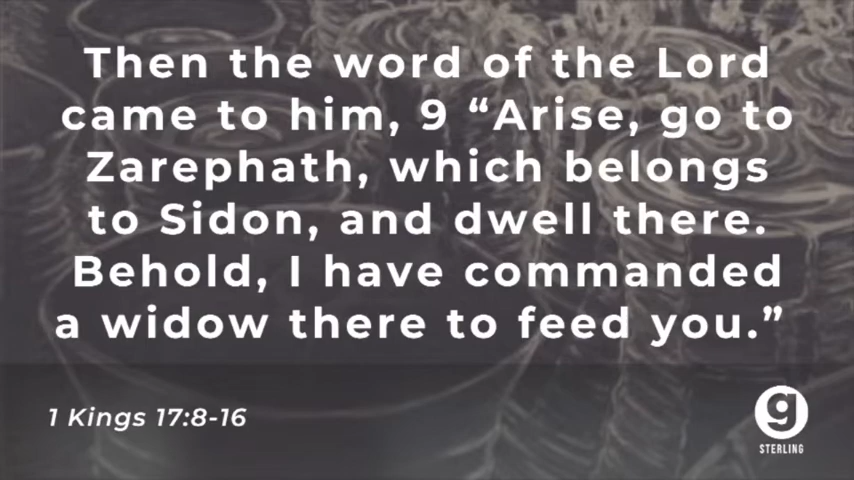 Then the word of the Lord
came to him, 9 “Arise, go to
Zarephath, which belongs
to Sidon, and dwell there.
Behold, I have commanded
a widow there to feed you.”
1 Kings 17:8-16
g
STERLING